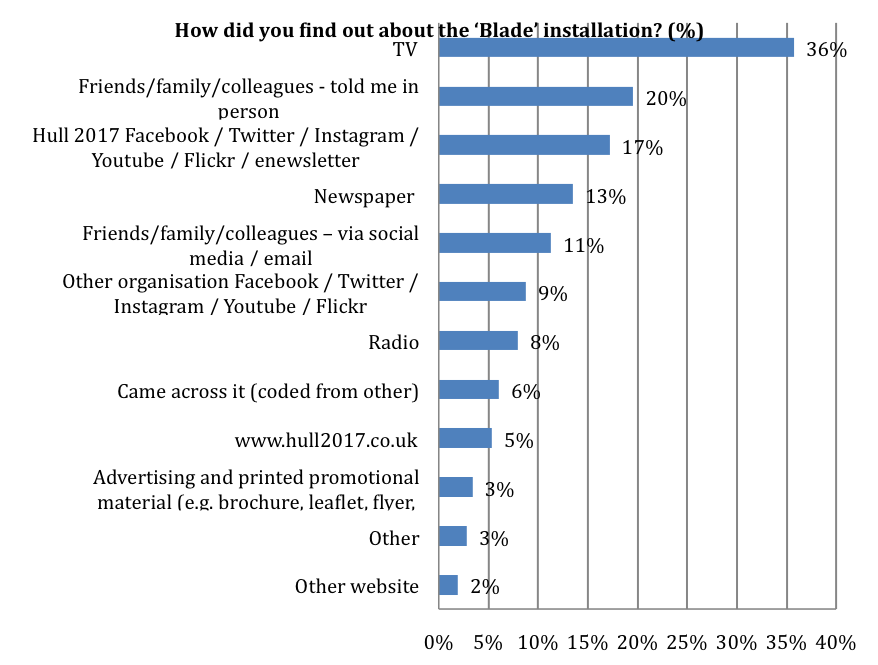 How did you find out about the ‘Blade’ installation? (%)
TV
36%
Friends/family/colleagues - told me in
person
20%
Hull 2017 Facebook / Twitter / Instagram /
Youtube / Flickr / enewsletter
17%
Newspaper
13%
Friends/family/colleagues – via social
media / email
11%
Other organisation Facebook / Twitter /
Instagram / Youtube / Flickr
9%
Radio
8%
Came across it (coded from other)
6%
www.hull2017.co.uk
5%
Advertising and printed promotional
material (e.g. brochure, leaflet, flyer,
3%
Other
3%
Other website
2%
0% 5% 10% 15% 20% 25% 30% 35% 40%